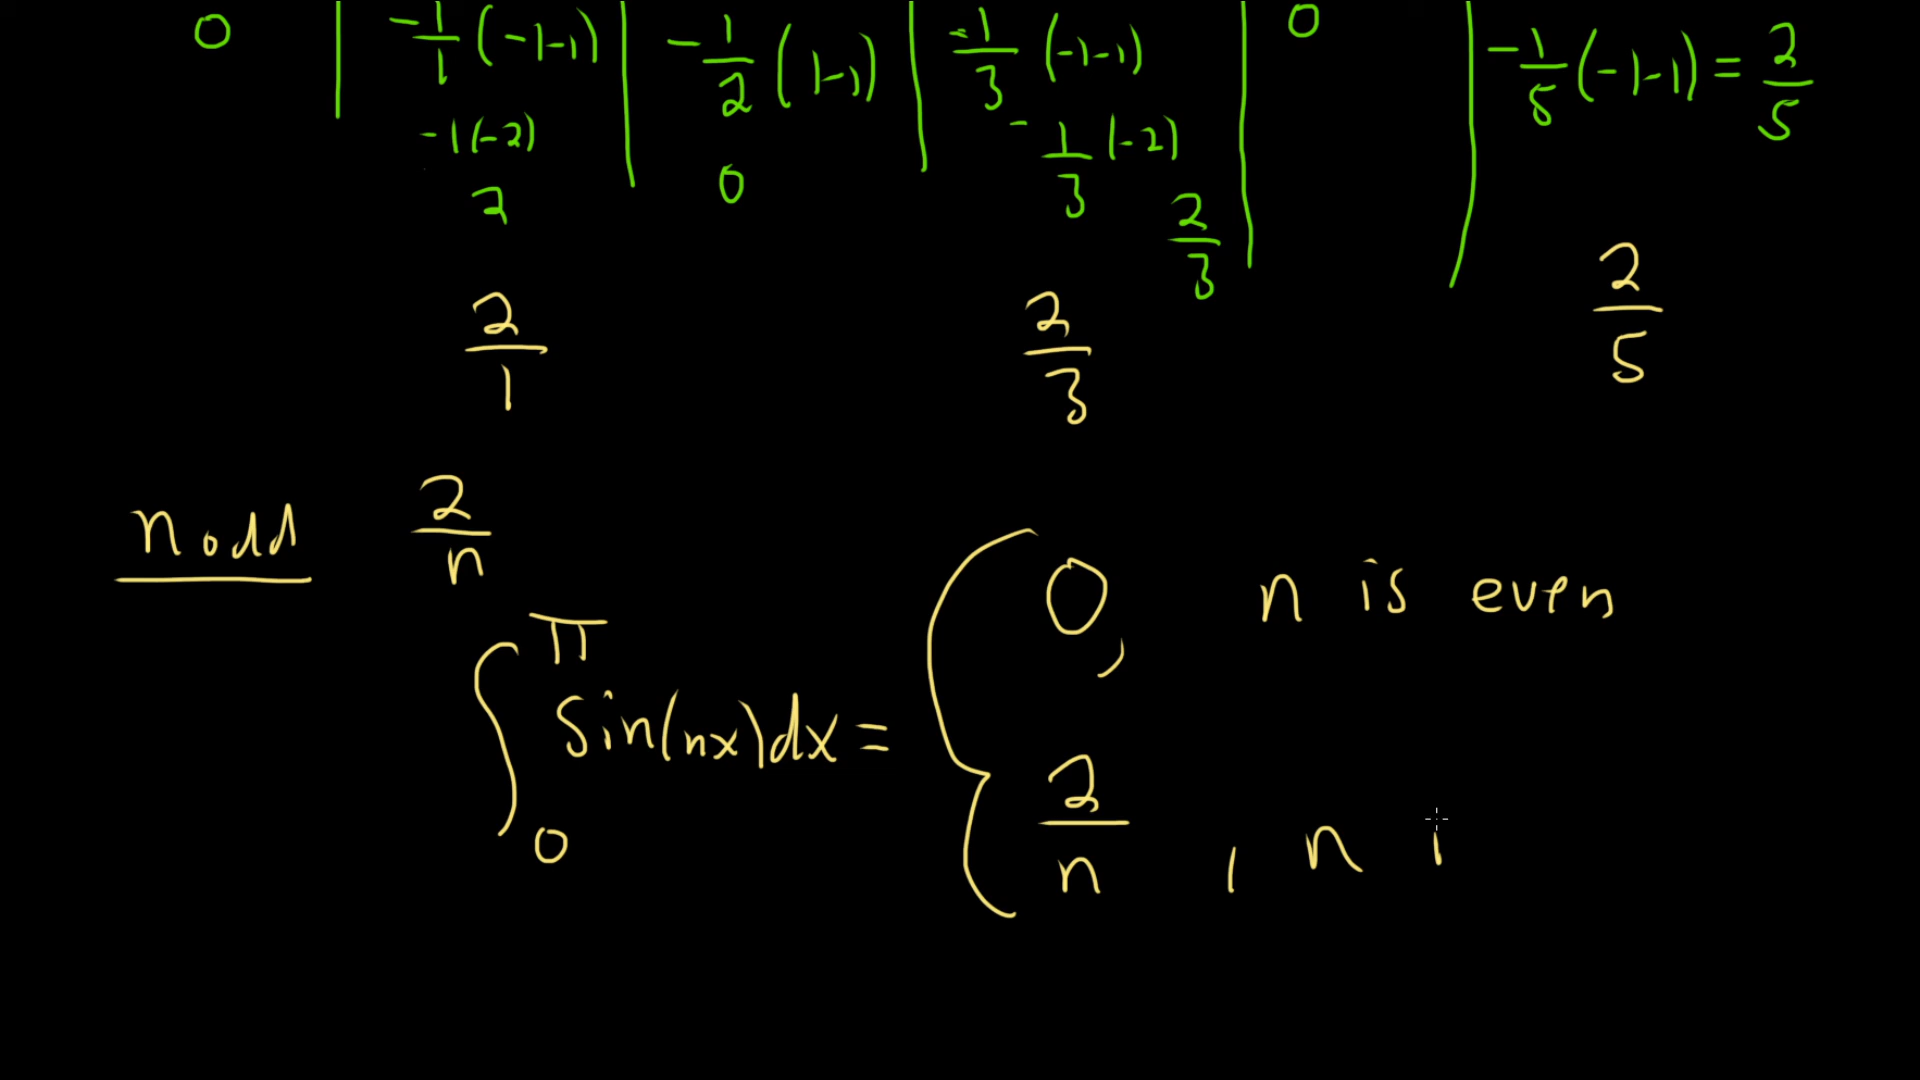 0 | -1/1 (-1-1) | -1/2 (1-1) | -1/3 (-1-1) | 0 | -1/5 (-1-1) = 2/5
-1(-2) -1/3 (-2)
2 0 2/3
2/1 2/3 2/5
n odd 2/n
∫₀^π sin(nx)dx = { 0, n is even
2/n , n i